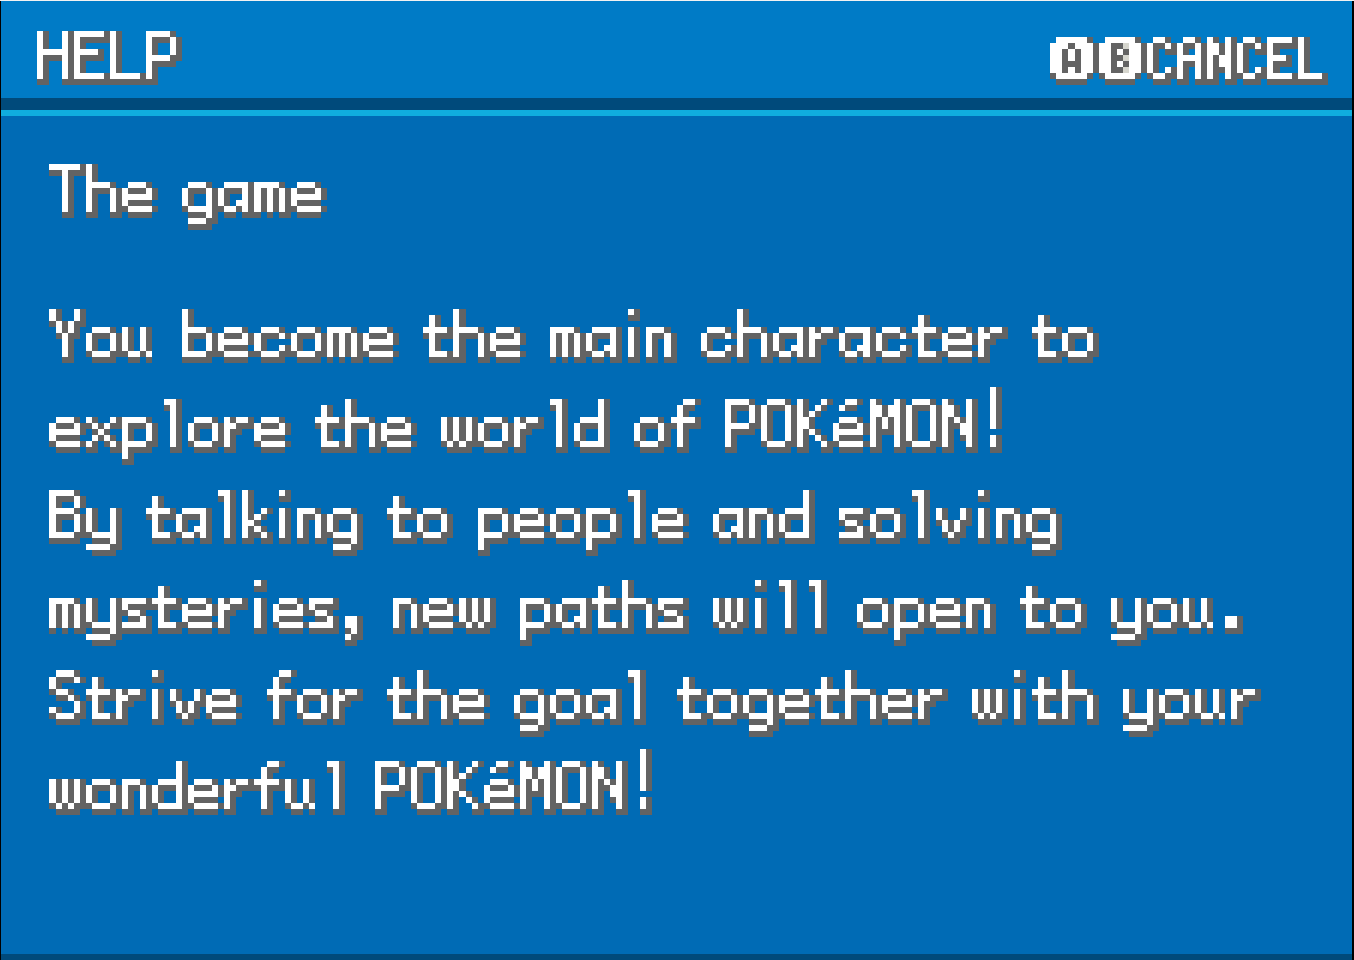 HELP
A B CANCEL
The game
You become the main character to
explore the world of POKéMON!
By talking to people and solving
mysteries, new paths will open to you.
Strive for the goal together with your
wonderful POKéMON!